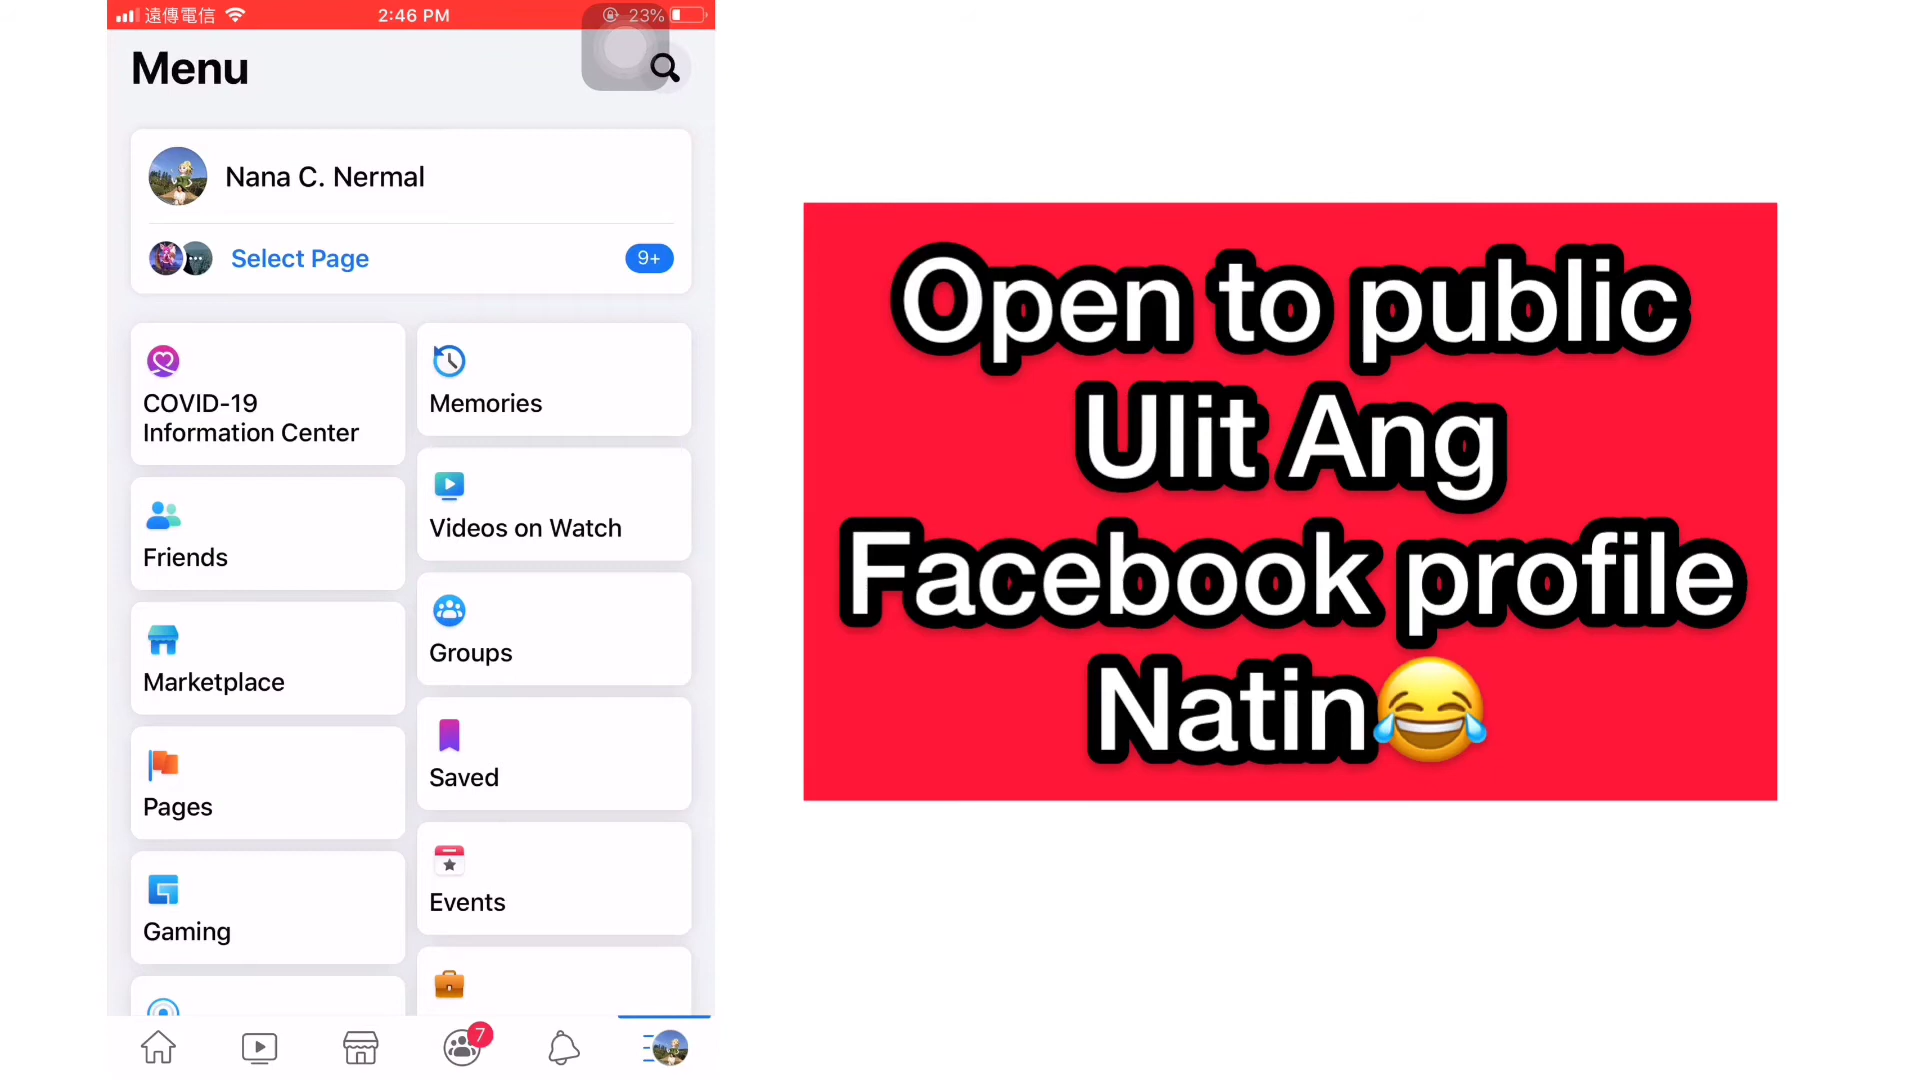 遠傳電信
2:46 PM
23%
Menu
Nana C. Nermal
Select Page
9+
COVID-19
Information Center
Memories
Videos on Watch
Friends
Groups
Marketplace
Saved
Pages
Events
Gaming
7
Open to public
Ulit Ang
Facebook profile
Natin😂